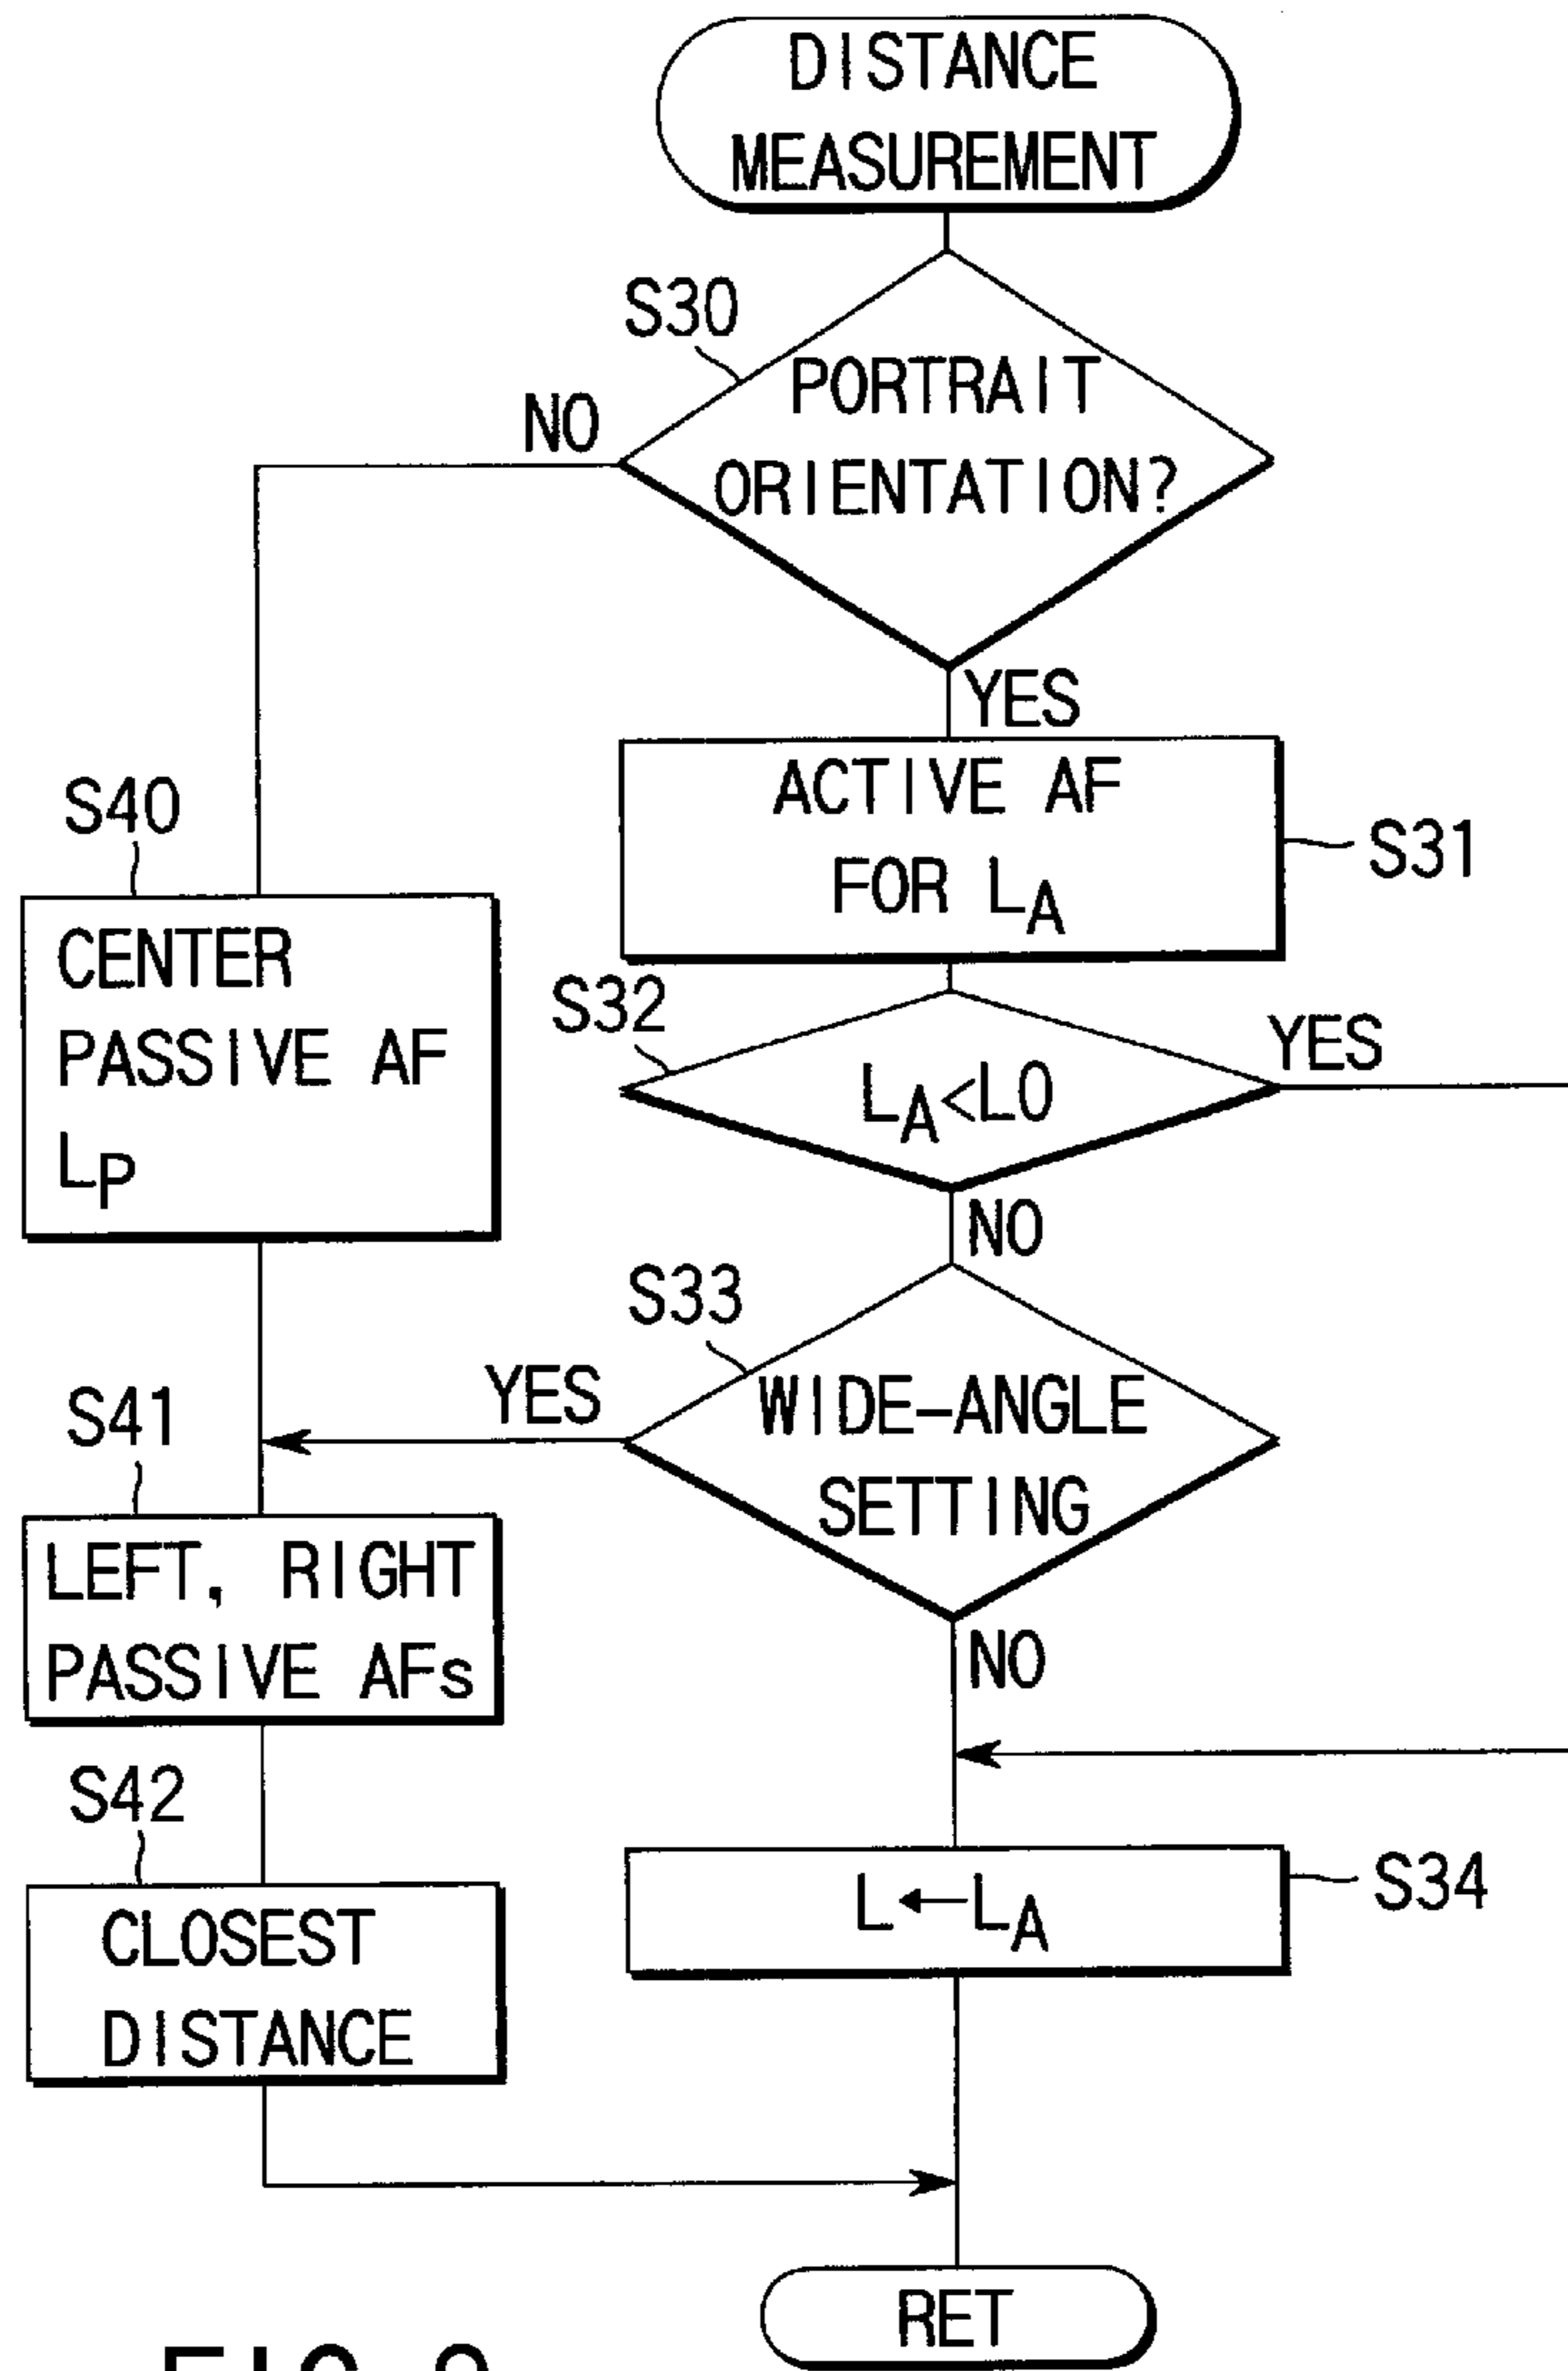 DISTANCE
MEASUREMENT
S30
PORTRAIT
ORIENTATION?
NO
YES
S40
ACTIVE AF
FOR LA
S31
CENTER
PASSIVE AF
LP
S32
LA<L0
YES
NO
S33
WIDE-ANGLE
SETTING
YES
NO
S41
LEFT, RIGHT
PASSIVE AFs
S42
CLOSEST
DISTANCE
L←LA
S34
RET